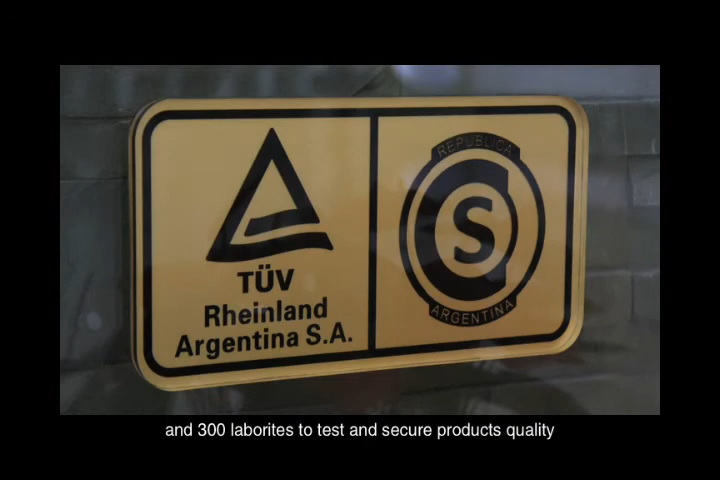 TÜV
Rheinland
Argentina S.A.
REPUBLICA
S
ARGENTINA
and 300 laborites to test and secure products quality